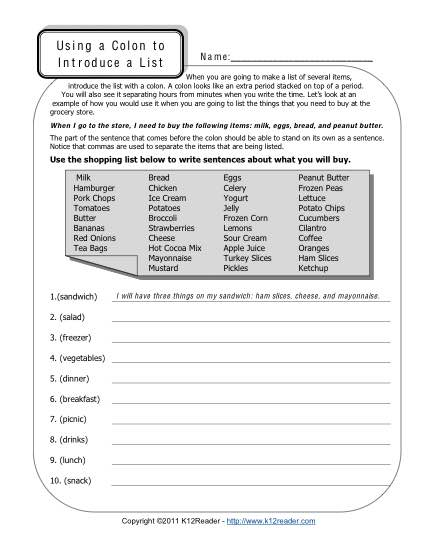 Using a Colon to
Introduce a List
Name:
When you are going to make a list of several items,
introduce the list with a colon. A colon looks like an extra period stacked on top of a period.
You will also see it separating hours from minutes when you write the time. Let's look at an
example of how you would use it when you are going to list the things that you need to buy at the
grocery store.
When I go to the store, I need to buy the following items: milk, eggs, bread, and peanut butter.
The part of the sentence that comes before the colon should be able to stand on its own as a sentence.
Notice that commas are used to separate the items that are being listed.
Use the shopping list below to write sentences about what you will buy.
Milk Bread Eggs Peanut Butter
Hamburger Chicken Celery Frozen Peas
Pork Chops Ice Cream Yogurt Lettuce
Tomatoes Potatoes Jelly Potato Chips
Butter Broccoli Frozen Corn Cucumbers
Bananas Strawberries Lemons Cilantro
Red Onions Cheese Sour Cream Coffee
Tea Bags Hot Cocoa Mix Apple Juice Oranges
Mayonnaise Turkey Slices Ham Slices
Mustard Pickles Ketchup
1.(sandwich) I will have three things on my sandwich: ham slices, cheese, and mayonnaise.
2. (salad)
3. (freezer)
4. (vegetables)
5. (dinner)
6. (breakfast)
7. (picnic)
8. (drinks)
9. (lunch)
10. (snack)
Copyright ©2011 K12Reader - http://www.k12reader.com